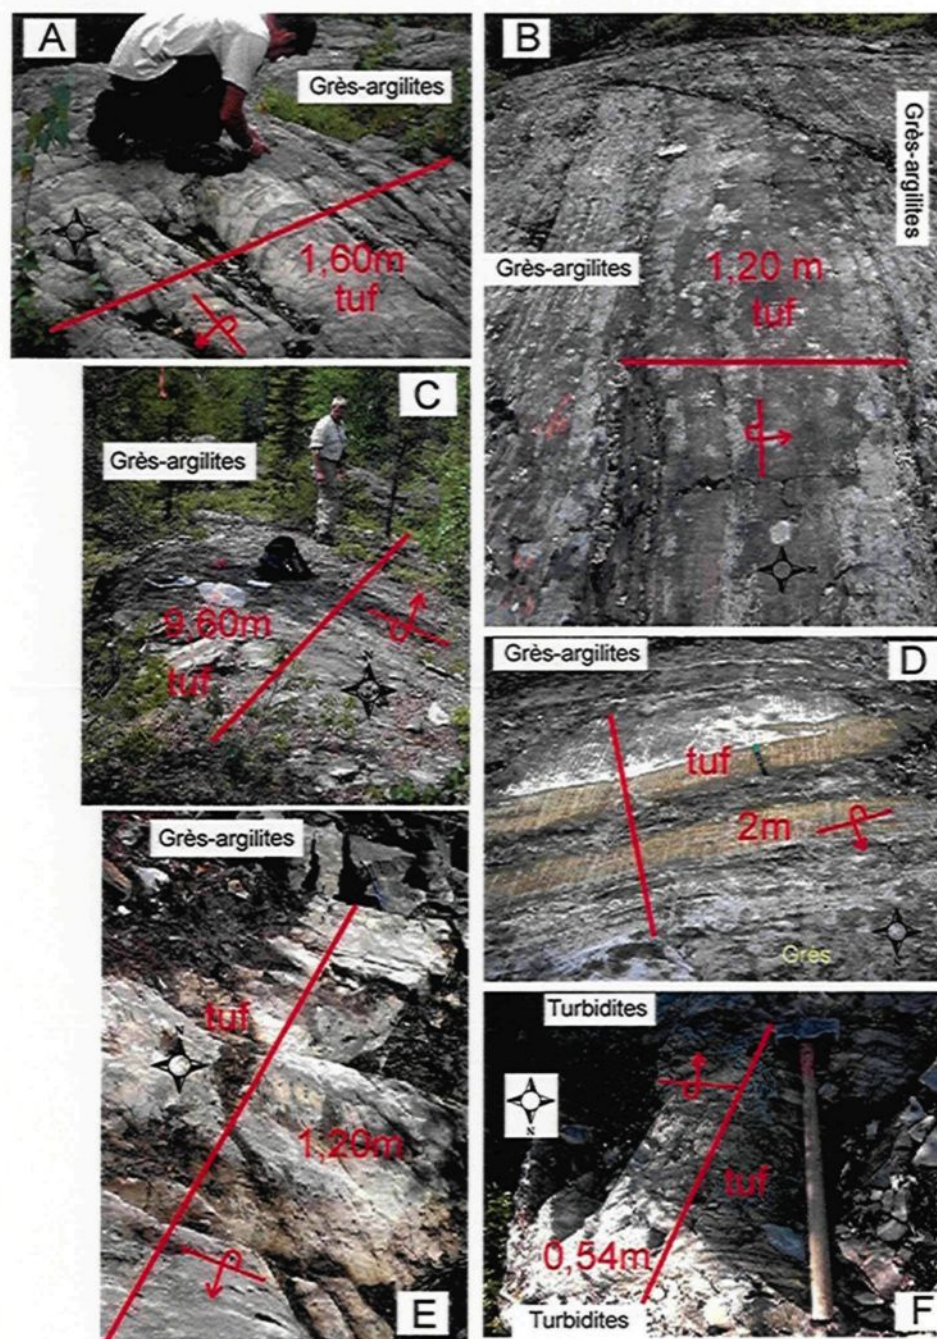 A
Grès-argilites
1,60m
tuf
B
Grès-argilites
Grès-argilites
1,20 m
tuf
C
Grès-argilites
9,60m
tuf
N
D
Grès-argilites
tuf
2m
Grès
E
Grès-argilites
tuf
N
1,20m
F
Turbidites
N
tuf
0,54m
Turbidites